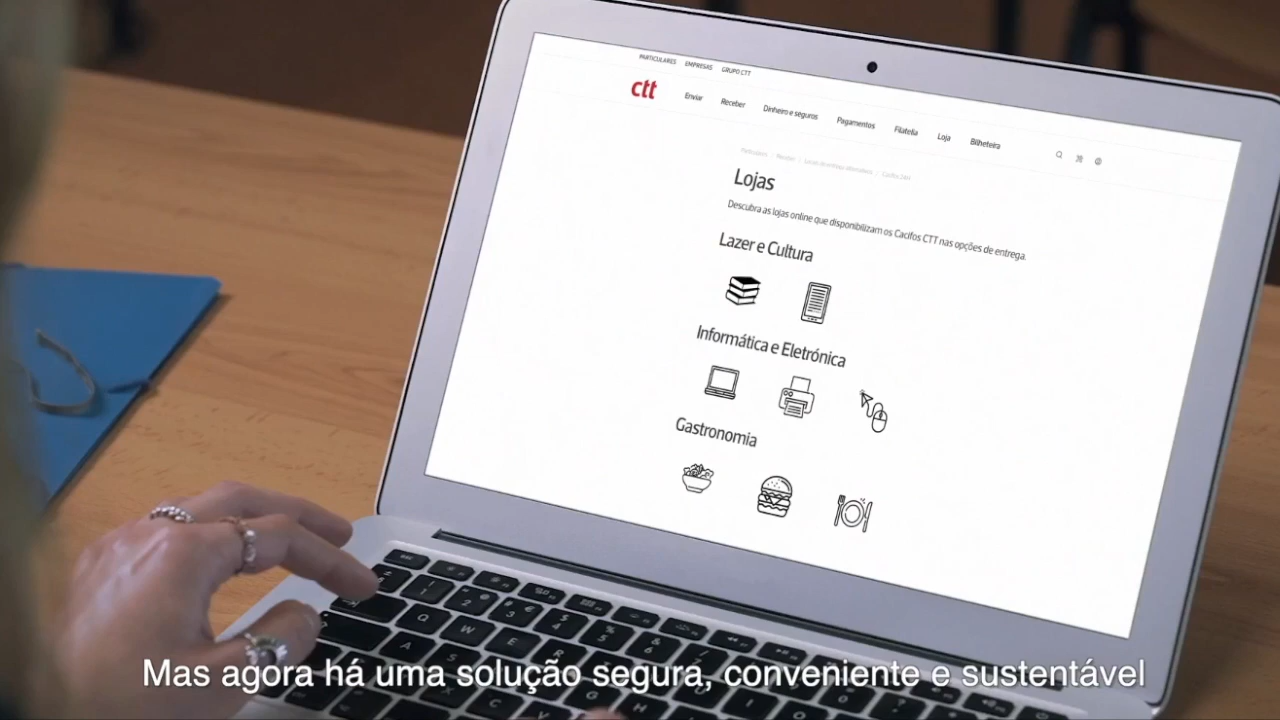 PARTICULARES EMPRESAS GRUPO CTT
ctt Enviar Receber Dinheiro e seguros Pagamentos Filatelia Loja Bilheteira
Lojas
Descubra as lojas online que disponibilizam os Cacifos CTT nas opções de entrega.
Lazer e Cultura
Informática e Eletrónica
Gastronomia
Mas agora há uma solução segura, conveniente e sustentável